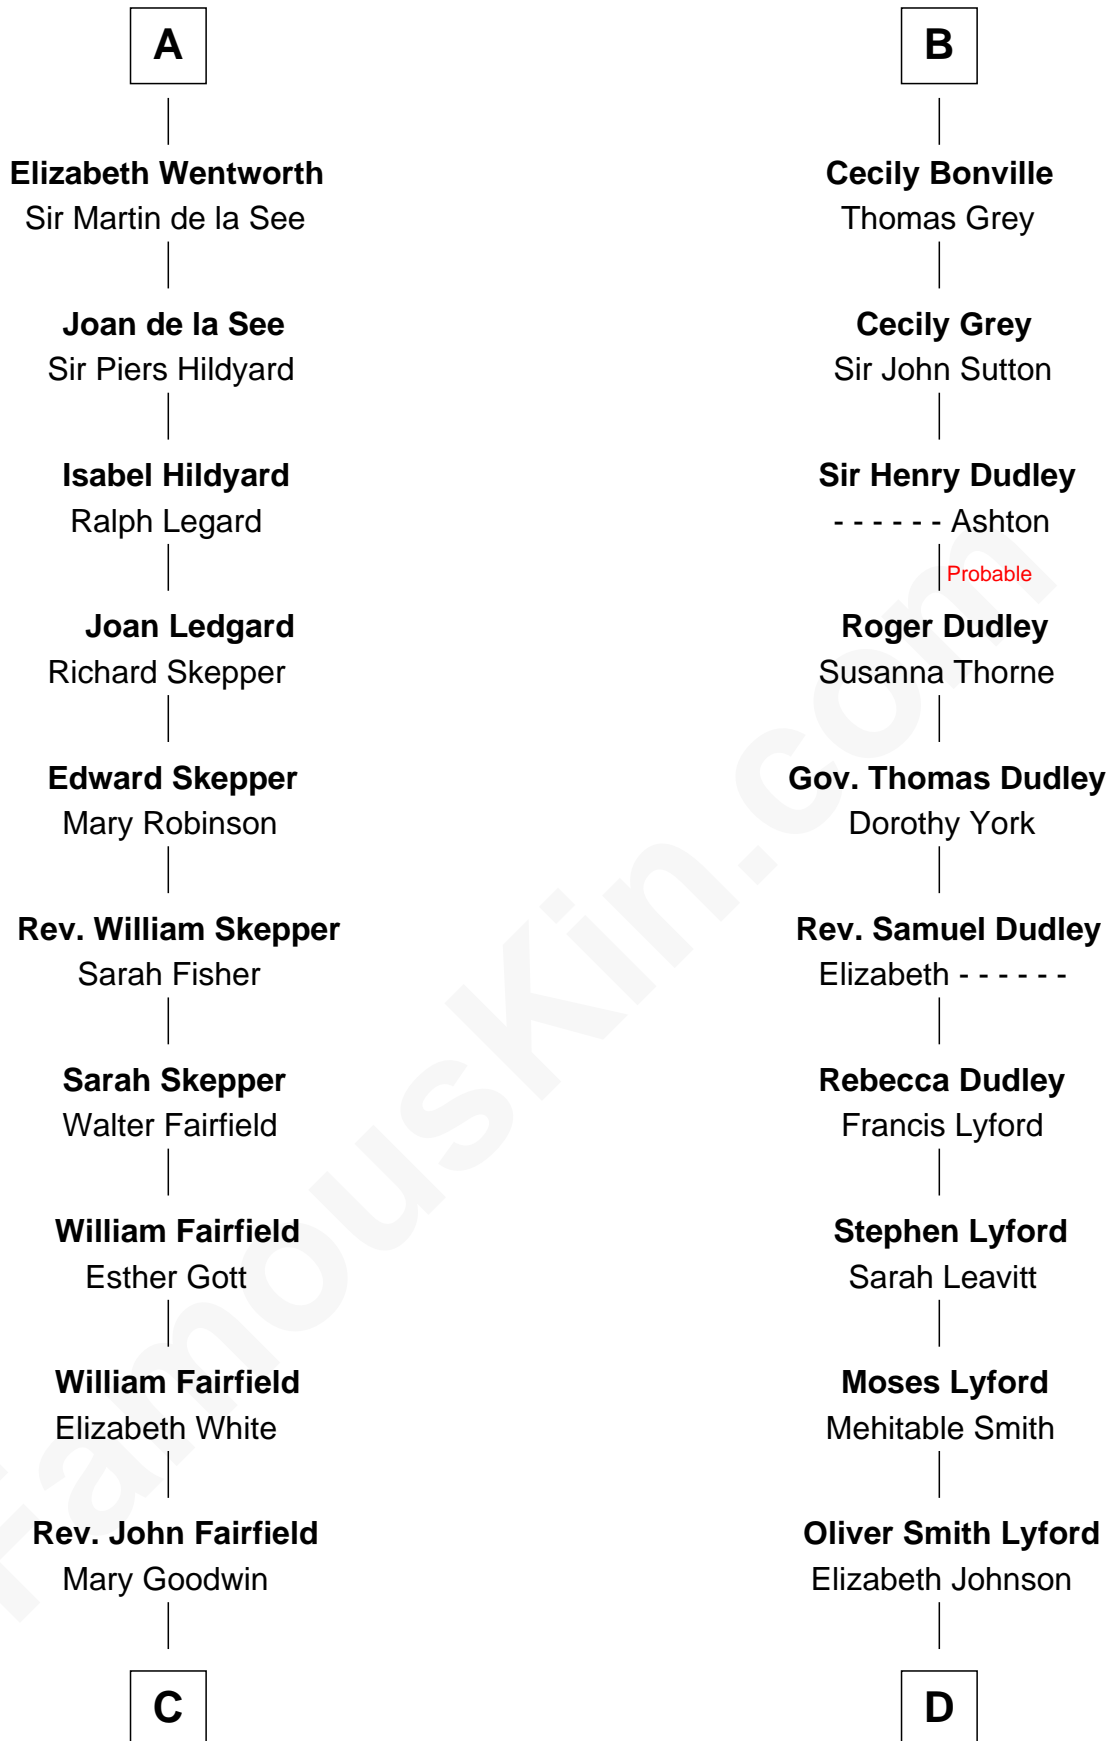 A
Elizabeth Wentworth
Sir Martin de la See
Joan de la See
Sir Piers Hildyard
Isabel Hildyard
Ralph Legard
Joan Ledgard
Richard Skepper
Edward Skepper
Mary Robinson
Rev. William Skepper
Sarah Fisher
Sarah Skepper
Walter Fairfield
William Fairfield
Esther Gott
William Fairfield
Elizabeth White
Rev. John Fairfield
Mary Goodwin
C
B
Cecily Bonville
Thomas Grey
Cecily Grey
Sir John Sutton
Sir Henry Dudley
- - - - - - Ashton
Probable
Roger Dudley
Susanna Thorne
Gov. Thomas Dudley
Dorothy York
Rev. Samuel Dudley
Elizabeth - - - - - -
Rebecca Dudley
Francis Lyford
Stephen Lyford
Sarah Leavitt
Moses Lyford
Mehitable Smith
Oliver Smith Lyford
Elizabeth Johnson
D
FamousKin.com